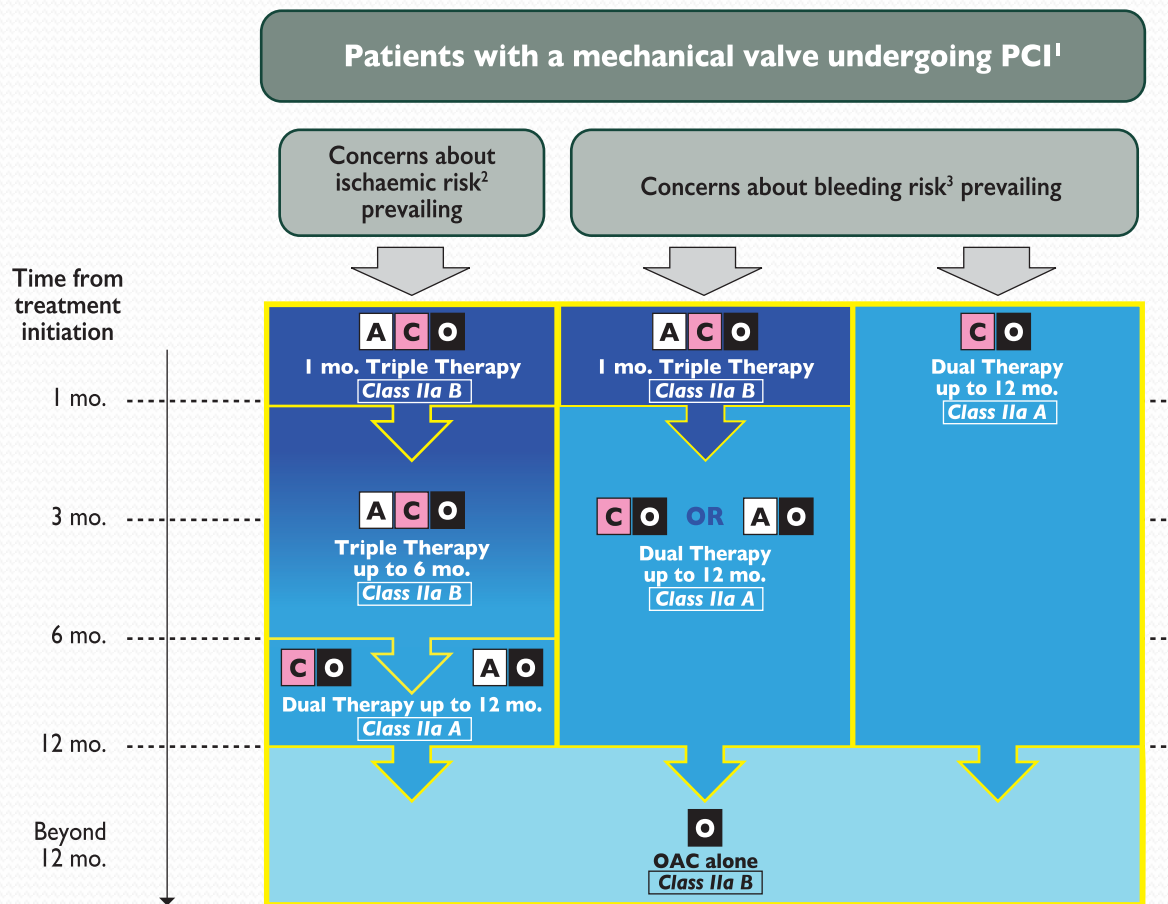 Patients with a mechanical valve undergoing PCI¹
Concerns about
ischaemic risk²
prevailing
Concerns about bleeding risk³ prevailing
Time from
treatment
initiation
A C O
1 mo. Triple Therapy
Class IIa B
A C O
1 mo. Triple Therapy
Class IIa B
C O
Dual Therapy
up to 12 mo.
Class IIa A
1 mo.
3 mo.
A C O
Triple Therapy
up to 6 mo.
Class IIa B
C O OR A O
Dual Therapy
up to 12 mo.
Class IIa A
6 mo.
C O A O
Dual Therapy up to 12 mo.
Class IIa A
12 mo.
Beyond
12 mo.
O
OAC alone
Class IIa B